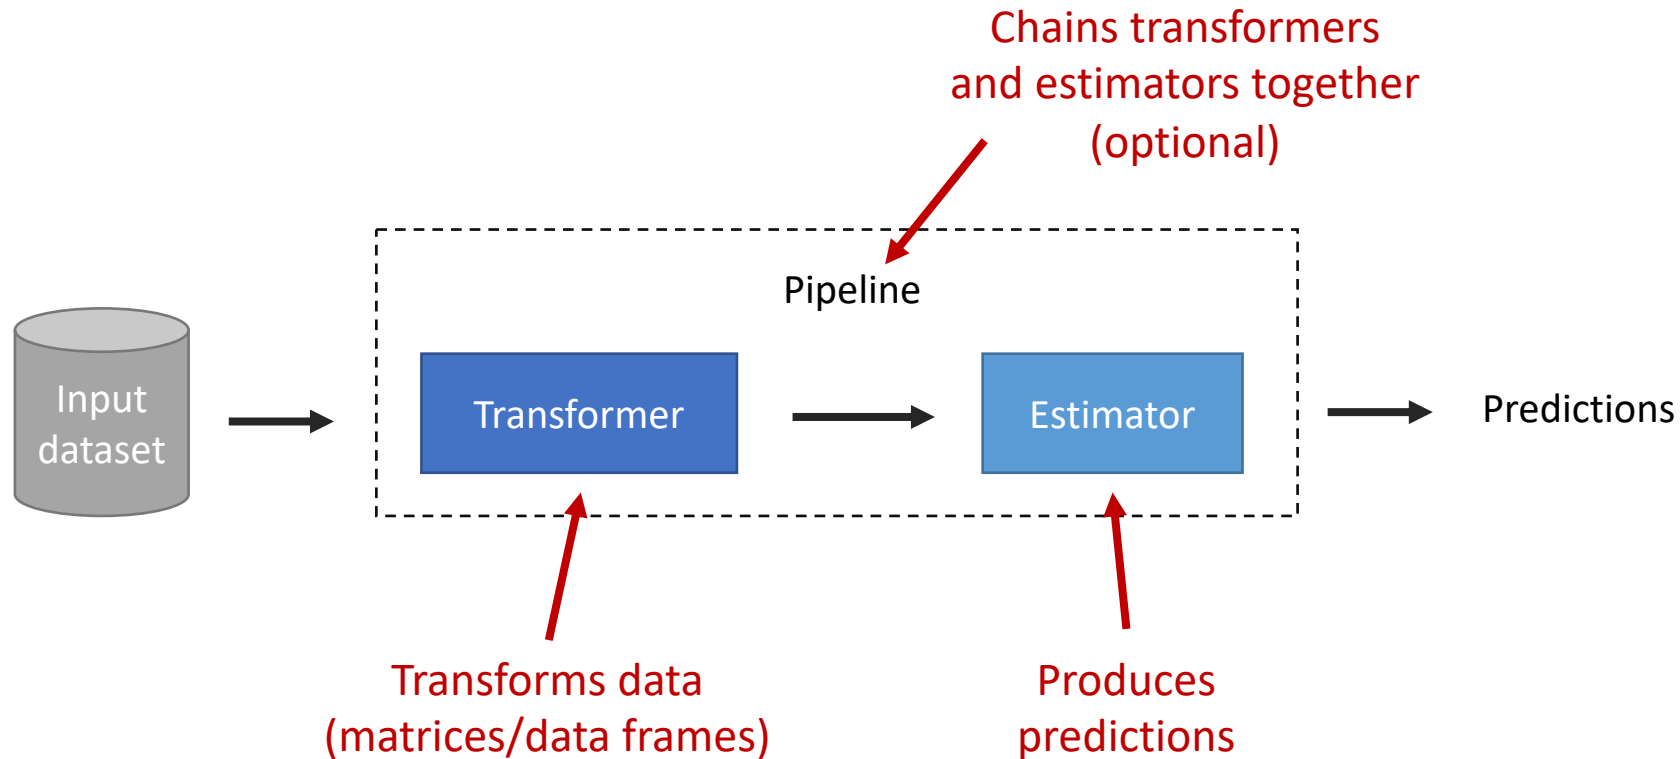 Chains transformers
and estimators together
(optional)
Pipeline
Input
dataset
Transformer
Estimator
Predictions
Transforms data
(matrices/data frames)
Produces
predictions